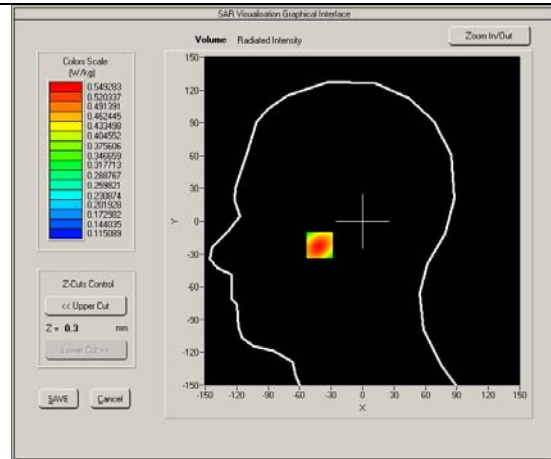 SAR Visualisation Graphical Interface
Volume Radiated Intensity
Zoom In/Out
Colors Scale
(W/kg)
0.549283
0.520337
0.491391
0.462445
0.433498
0.404552
0.375606
0.346659
0.317713
0.288767
0.259821
0.230874
0.201928
0.172982
0.144035
0.115089
Z-Cuts Control
<< Upper Cut
Z = 0.3 mm
Lower Cut >>
SAVE Cancel
150
120
90
60
30
0
-30
-60
-90
-120
-150
Y
-150 -120 -90 -60 -30 0 30 60 90 120 150
X